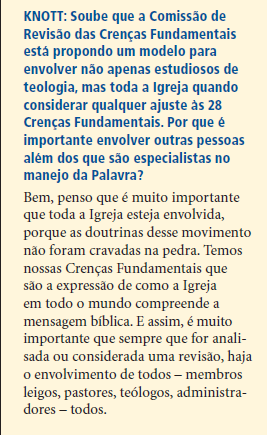 KNOTT: Soube que a Comissão de
Revisão das Crenças Fundamentais
está propondo um modelo para
envolver não apenas estudiosos de
teologia, mas toda a Igreja quando
considerar qualquer ajuste às 28
Crenças Fundamentais. Por que é
importante envolver outras pessoas
além dos que são especialistas no
manejo da Palavra?
Bem, penso que é muito importante
que toda a Igreja esteja envolvida,
porque as doutrinas desse movimento
não foram cravadas na pedra. Temos
nossas Crenças Fundamentais que
são a expressão de como a Igreja
em todo o mundo compreende a
mensagem bíblica. E assim, é muito
importante que sempre que for anali-
sada ou considerada uma revisão, haja
o envolvimento de todos – membros
leigos, pastores, teólogos, administra-
dores – todos.